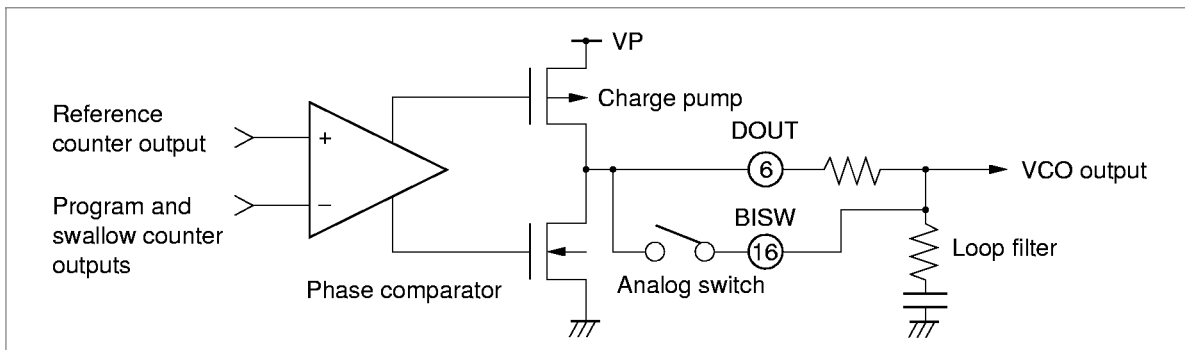 VP
Reference
counter output
+
Charge pump
DOUT
6
VCO output
Program and
swallow counter
outputs
−
BISW
16
Loop filter
Phase comparator
Analog switch